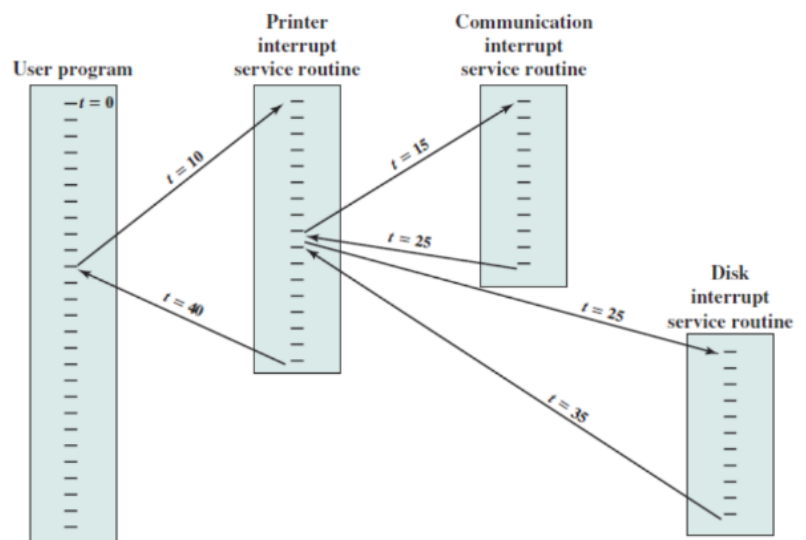 Printer
interrupt
service routine
Communication
interrupt
service routine
User program
t = 0
t = 10
t = 15
t = 25
t = 40
Disk
interrupt
service routine
t = 25
t = 35